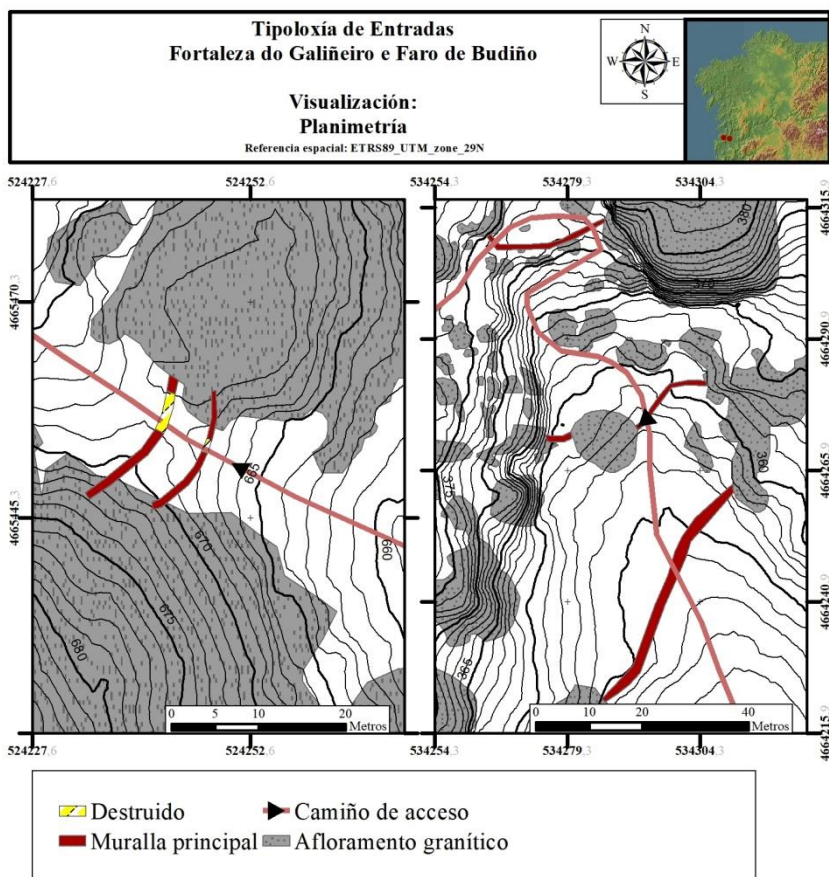 Tipoloxía de Entradas
Fortaleza do Galiñeiro e Faro de Budiño
Visualización:
Planimetría
Referencia espacial: ETRS89_UTM_zone_29N
N
W E
S
524227,6 524252,6 534254,3 534279,3 534304,3
4665470,3
4665445,3
665
660
670
675
680
0 5 10 20
Metros
380
370
360
375
365
0 10 20 40
Metros
4664315,9
4664290,9
4664265,9
4664240,9
4664215,9
524227,6 524252,6 534254,3 534279,3 534304,3
Destruido Camiño de acceso
Muralla principal Afloramento granítico